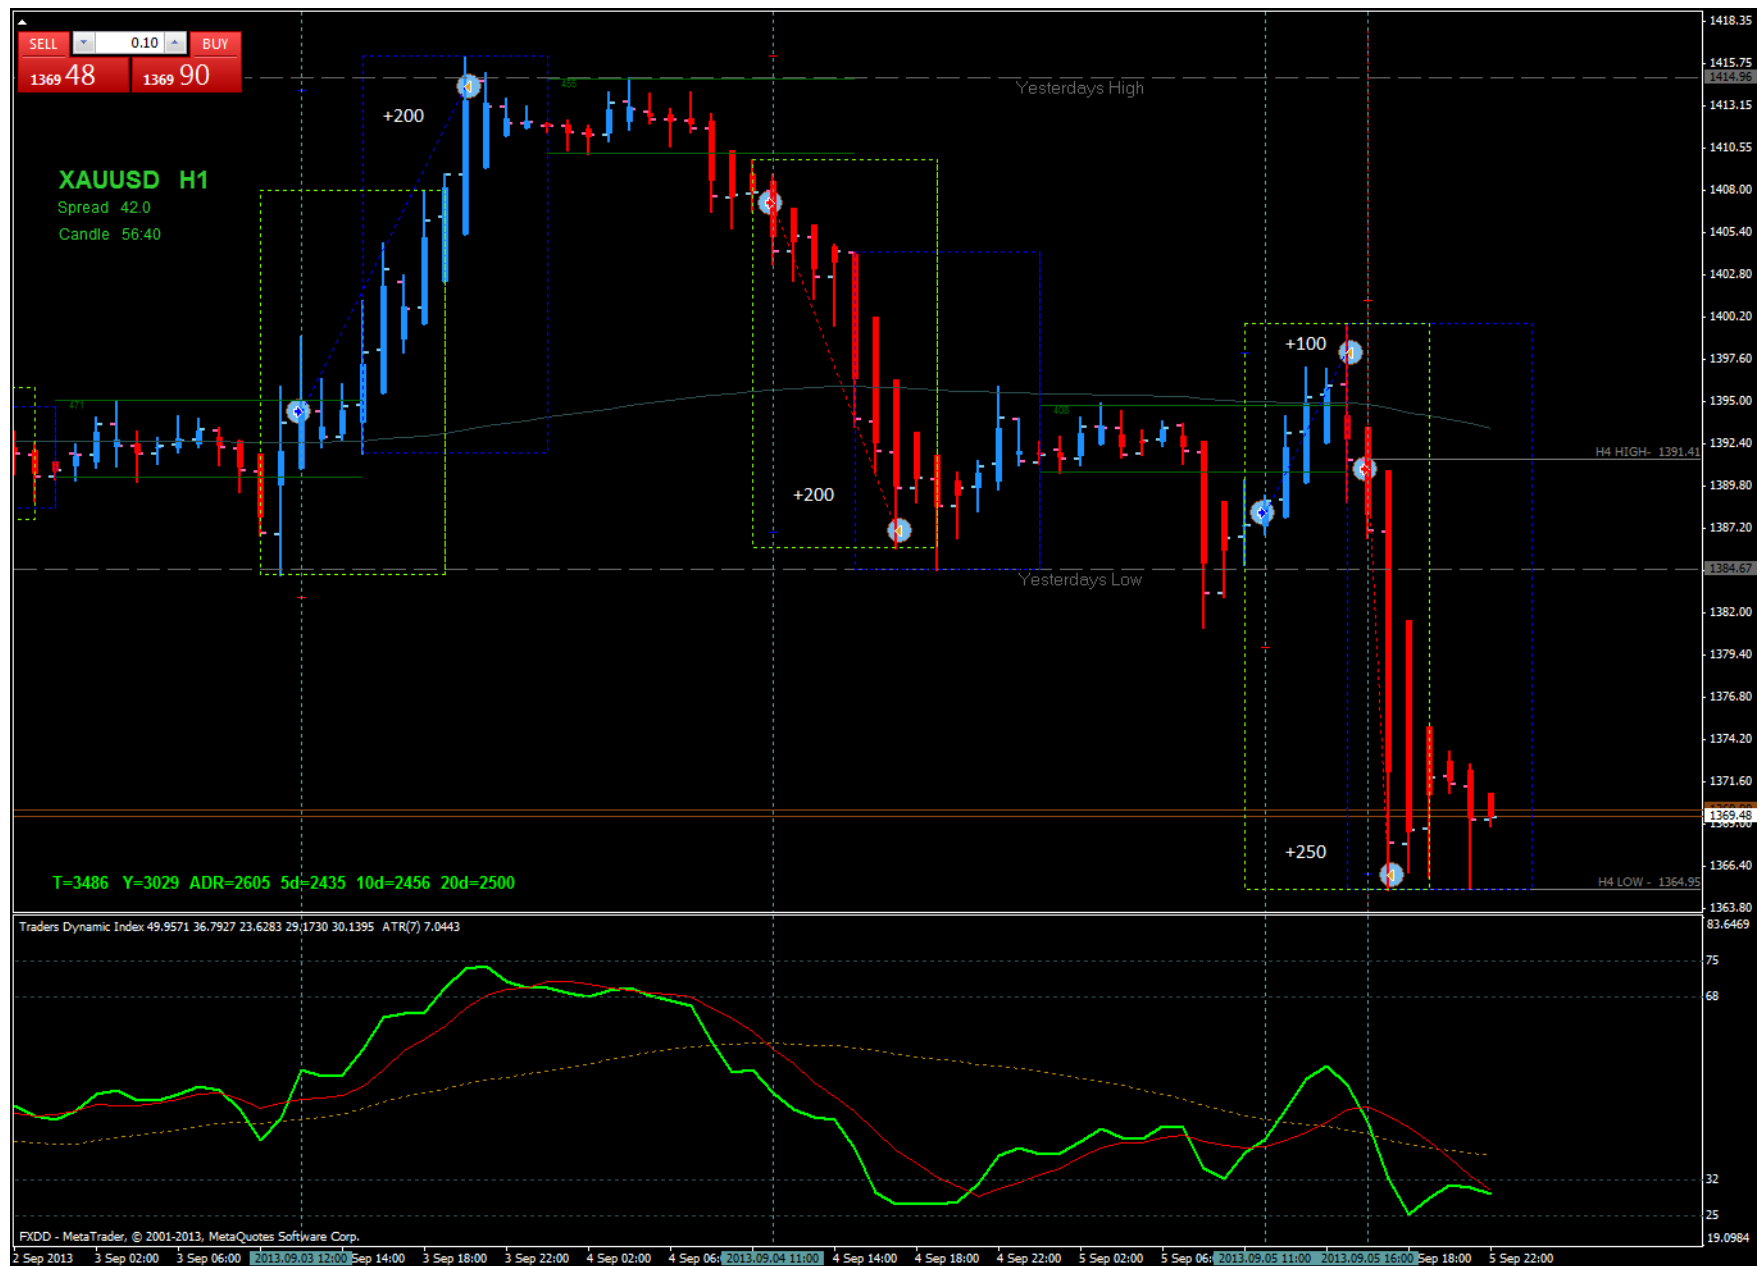 SELL 0.10 BUY
1369 48 1369 90
XAUUSD H1
Spread 42.0
Candle 56:40
+200
455
Yesterdays High
471
+200
408
+100
H4 HIGH- 1391.41
Yesterdays Low
+250
H4 LOW - 1364.95
T=3486 Y=3029 ADR=2605 5d=2435 10d=2456 20d=2500
1418.35
1415.75
1414.96
1413.15
1410.55
1408.00
1405.40
1402.80
1400.20
1397.60
1395.00
1392.40
1389.80
1387.20
1384.67
1382.00
1379.40
1376.80
1374.20
1371.60
1369.48
1369.00
1366.40
1363.80
Traders Dynamic Index 49.9571 36.7927 23.6283 29.1730 30.1395 ATR(7) 7.0443
83.6469
75
68
32
25
19.0984
FXDD - MetaTrader, © 2001-2013, MetaQuotes Software Corp.
2 Sep 2013 3 Sep 02:00 3 Sep 06:00 2013.09.03 12:00 Sep 14:00 3 Sep 18:00 3 Sep 22:00 4 Sep 02:00 4 Sep 06: 2013.09.04 11:00 4 Sep 14:00 4 Sep 18:00 4 Sep 22:00 5 Sep 02:00 5 Sep 06: 2013.09.05 11:00 2013.09.05 16:00 Sep 18:00 5 Sep 22:00